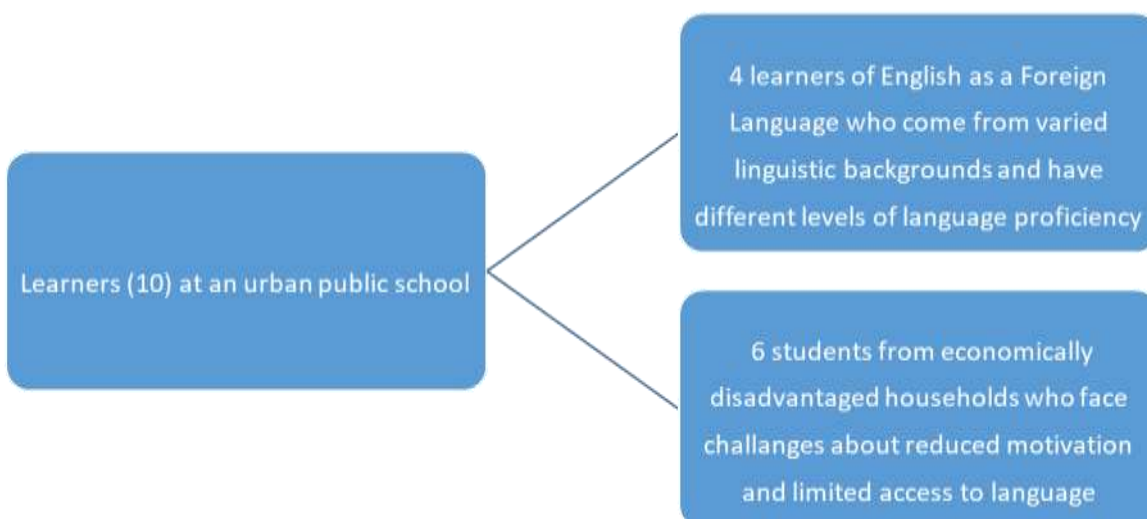 Learners (10) at an urban public school
4 learners of English as a Foreign
Language who come from varied
linguistic backgrounds and have
different levels of language proficiency
6 students from economically
disadvantaged households who face
challanges about reduced motivation
and limited access to language